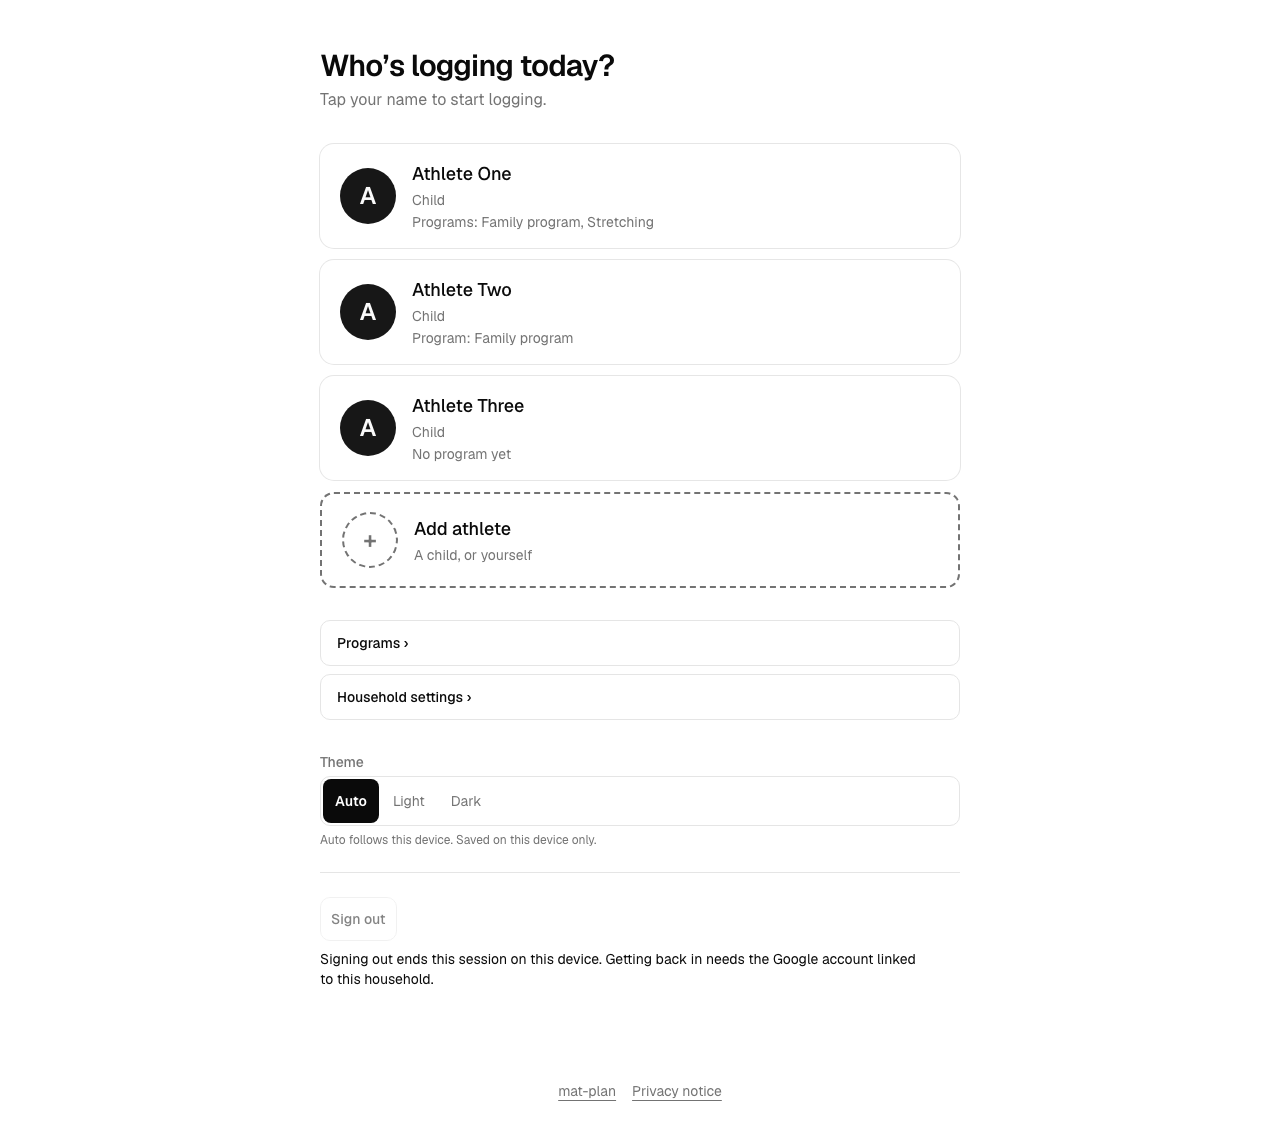 Who’s logging today?
Tap your name to start logging.
A
Athlete One
Child
Programs: Family program, Stretching
A
Athlete Two
Child
Program: Family program
A
Athlete Three
Child
No program yet
+
Add athlete
A child, or yourself
Programs ›
Household settings ›
Theme
Auto Light Dark
Auto follows this device. Saved on this device only.
Sign out
Signing out ends this session on this device. Getting back in needs the Google account linked
to this household.
mat-plan Privacy notice